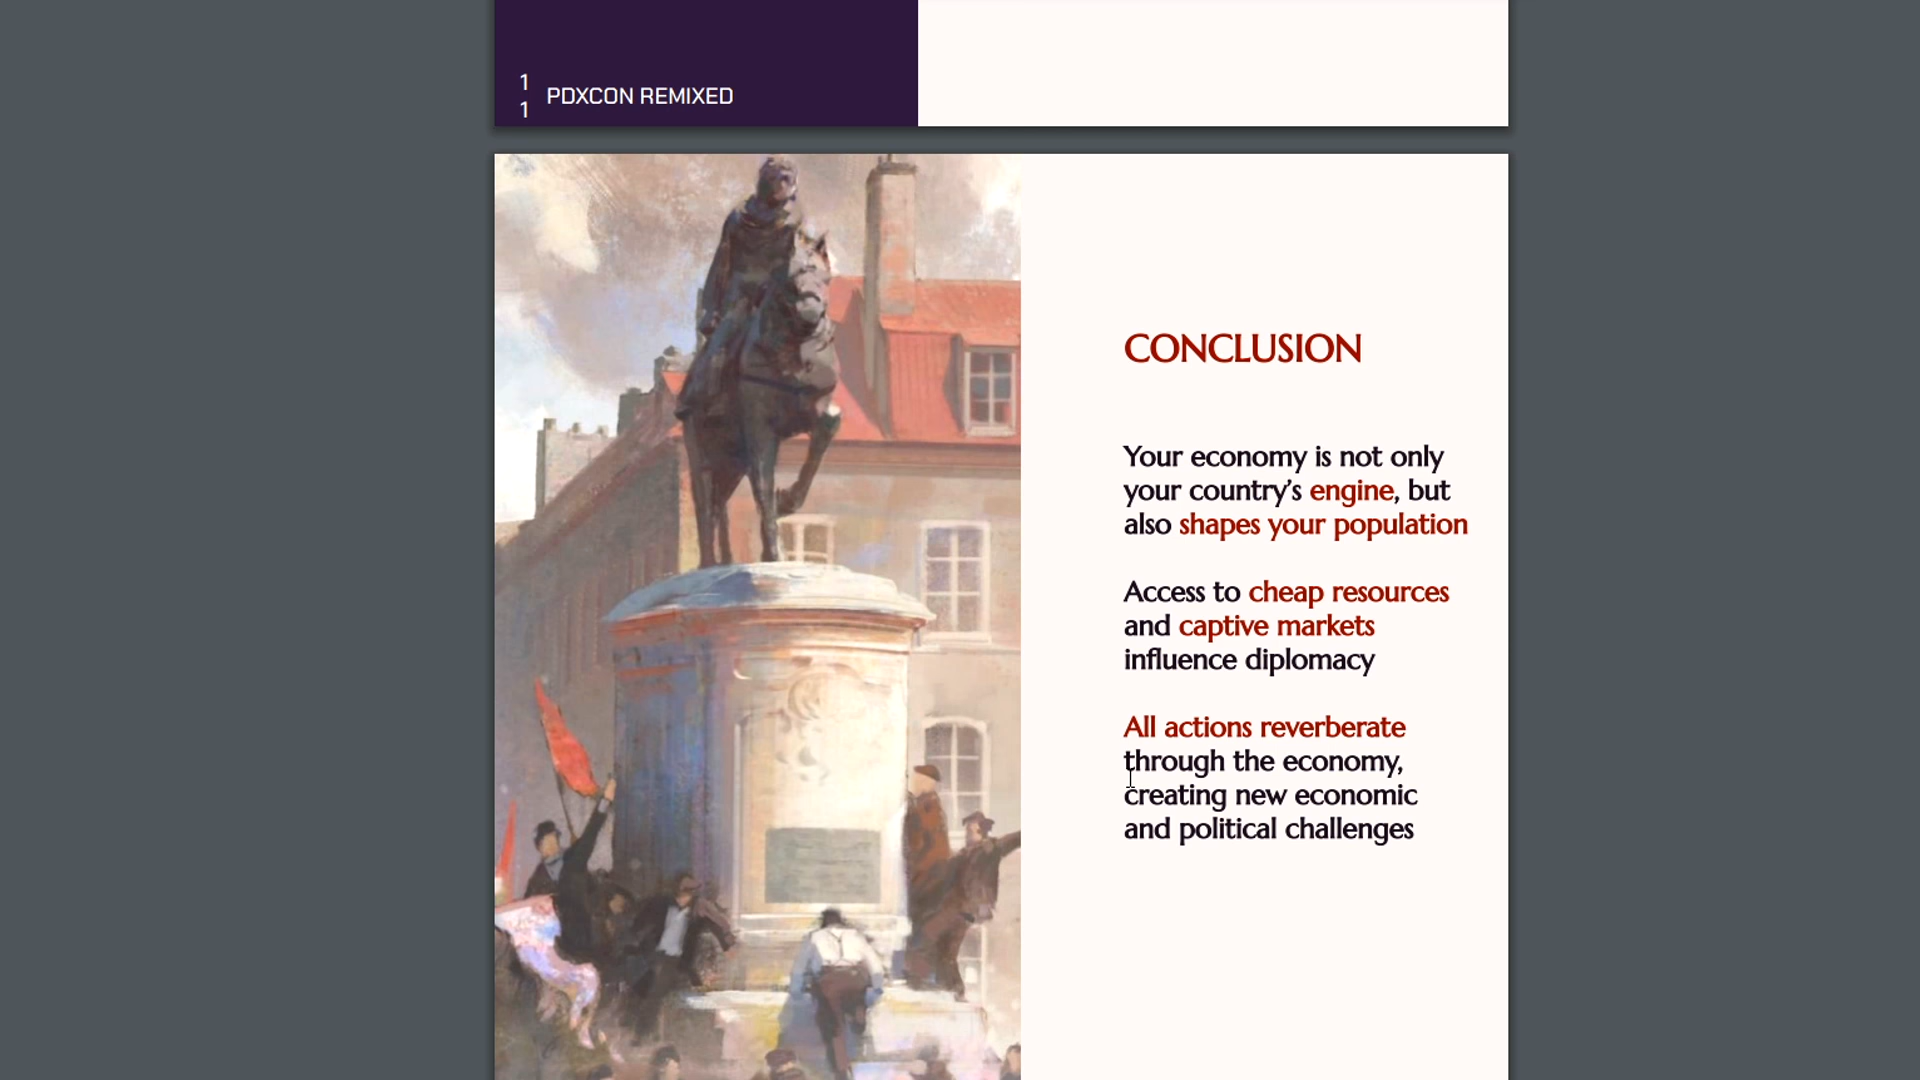 1
1
PDXCON REMIXED
CONCLUSION
Your economy is not only
your country’s engine, but
also shapes your population
Access to cheap resources
and captive markets
influence diplomacy
All actions reverberate
through the economy,
creating new economic
and political challenges